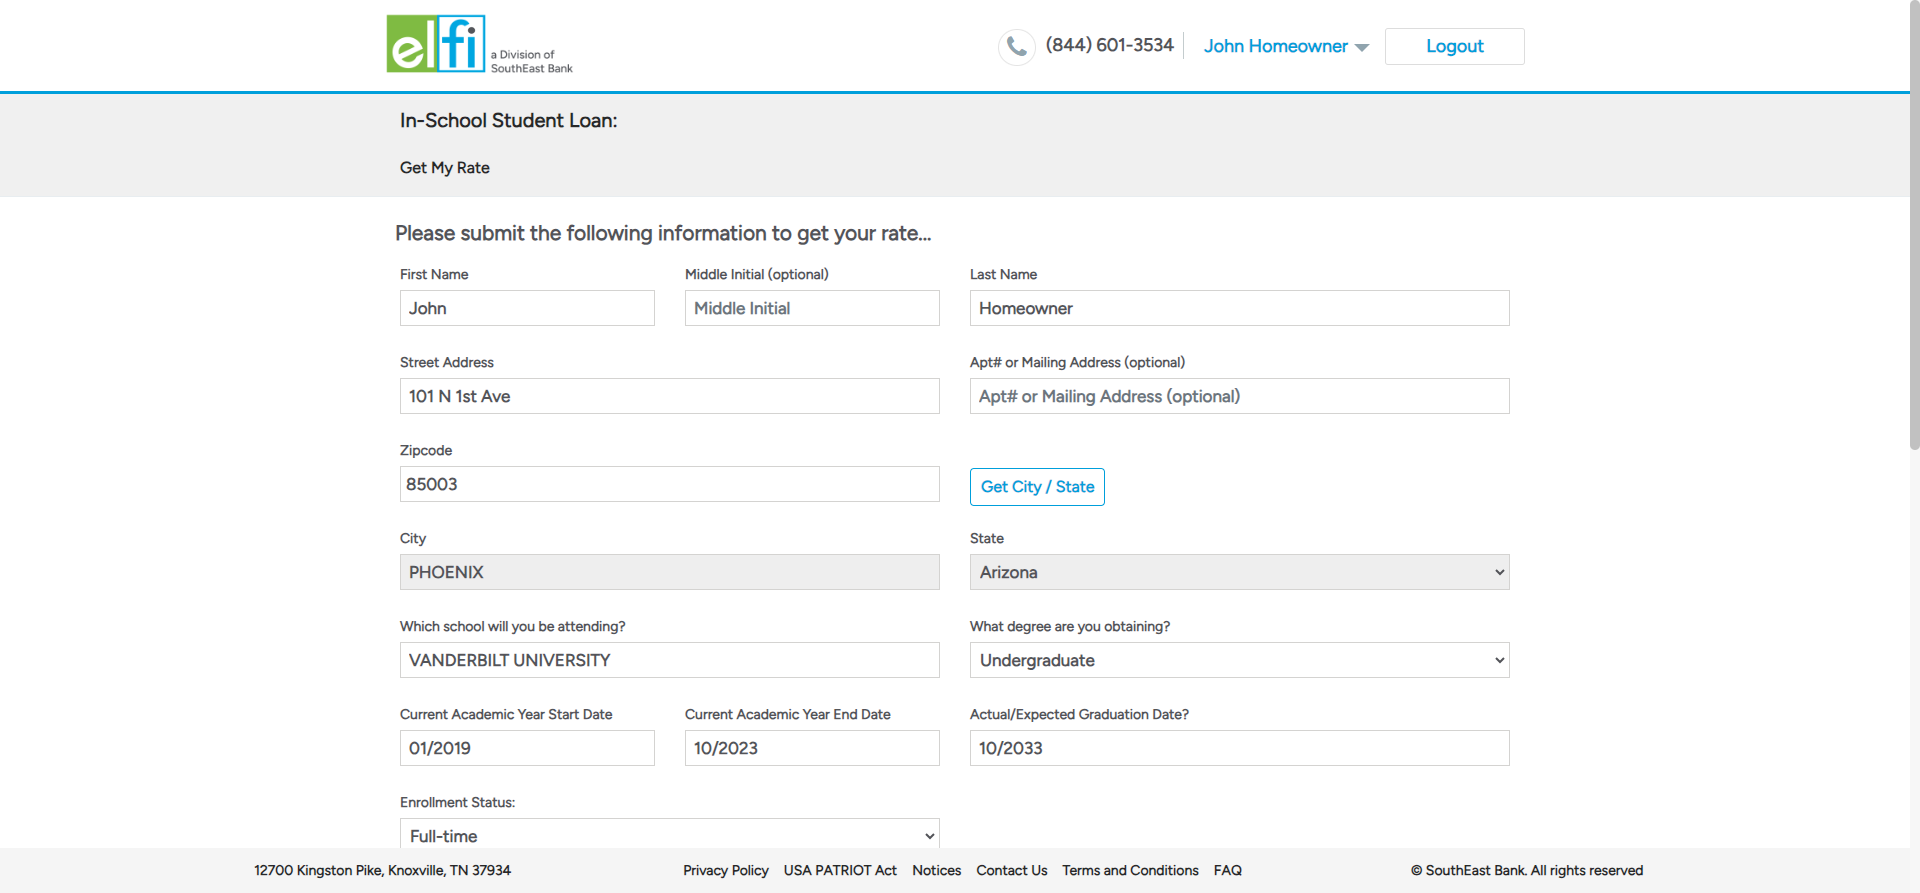 elfi
a Division of
SouthEast Bank
(844) 601-3534
John Homeowner
Logout
In-School Student Loan:
Get My Rate
Please submit the following information to get your rate...
First Name
Middle Initial (optional)
Last Name
John
Middle Initial
Homeowner
Street Address
Apt# or Mailing Address (optional)
101 N 1st Ave
Apt# or Mailing Address (optional)
Zipcode
85003
Get City / State
City
State
PHOENIX
Arizona
Which school will you be attending?
What degree are you obtaining?
VANDERBILT UNIVERSITY
Undergraduate
Current Academic Year Start Date
Current Academic Year End Date
Actual/Expected Graduation Date?
01/2019
10/2023
10/2033
Enrollment Status:
Full-time
12700 Kingston Pike, Knoxville, TN 37934
Privacy Policy
USA PATRIOT Act
Notices
Contact Us
Terms and Conditions
FAQ
© SouthEast Bank. All rights reserved